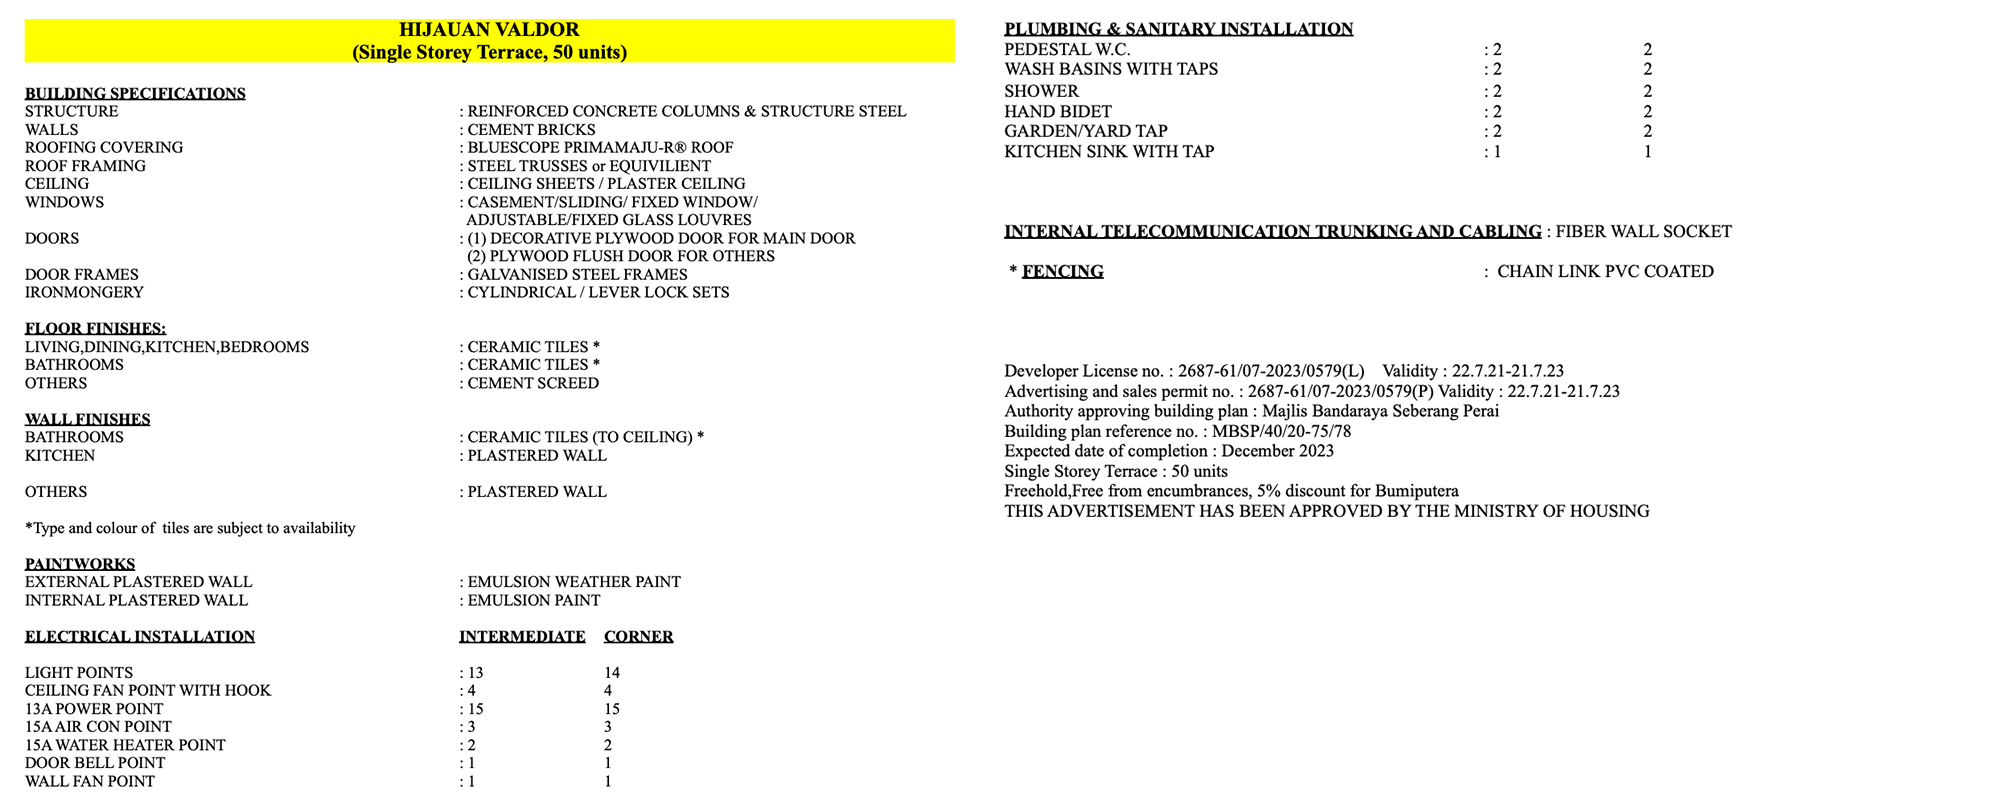 HIJAUAN VALDOR
(Single Storey Terrace, 50 units)
BUILDING SPECIFICATIONS
STRUCTURE : REINFORCED CONCRETE COLUMNS & STRUCTURE STEEL
WALLS : CEMENT BRICKS
ROOFING COVERING : BLUESCOPE PRIMAMAJU-R® ROOF
ROOF FRAMING : STEEL TRUSSES or EQUIVILIENT
CEILING : CEILING SHEETS / PLASTER CEILING
WINDOWS : CASEMENT/SLIDING/ FIXED WINDOW/
ADJUSTABLE/FIXED GLASS LOUVRES
DOORS : (1) DECORATIVE PLYWOOD DOOR FOR MAIN DOOR
(2) PLYWOOD FLUSH DOOR FOR OTHERS
DOOR FRAMES : GALVANISED STEEL FRAMES
IRONMONGERY : CYLINDRICAL / LEVER LOCK SETS
FLOOR FINISHES:
LIVING,DINING,KITCHEN,BEDROOMS : CERAMIC TILES *
BATHROOMS : CERAMIC TILES *
OTHERS : CEMENT SCREED
WALL FINISHES
BATHROOMS : CERAMIC TILES (TO CEILING) *
KITCHEN : PLASTERED WALL
OTHERS : PLASTERED WALL
*Type and colour of tiles are subject to availability
PAINTWORKS
EXTERNAL PLASTERED WALL : EMULSION WEATHER PAINT
INTERNAL PLASTERED WALL : EMULSION PAINT
ELECTRICAL INSTALLATION INTERMEDIATE CORNER
LIGHT POINTS : 13 14
CEILING FAN POINT WITH HOOK : 4 4
13A POWER POINT : 15 15
15A AIR CON POINT : 3 3
15A WATER HEATER POINT : 2 2
DOOR BELL POINT : 1 1
WALL FAN POINT : 1 1
PLUMBING & SANITARY INSTALLATION
PEDESTAL W.C. : 2 2
WASH BASINS WITH TAPS : 2 2
SHOWER : 2 2
HAND BIDET : 2 2
GARDEN/YARD TAP : 2 2
KITCHEN SINK WITH TAP : 1 1
INTERNAL TELECOMMUNICATION TRUNKING AND CABLING : FIBER WALL SOCKET
* FENCING : CHAIN LINK PVC COATED
Developer License no. : 2687-61/07-2023/0579(L) Validity : 22.7.21-21.7.23
Advertising and sales permit no. : 2687-61/07-2023/0579(P) Validity : 22.7.21-21.7.23
Authority approving building plan : Majlis Bandaraya Seberang Perai
Building plan reference no. : MBSP/40/20-75/78
Expected date of completion : December 2023
Single Storey Terrace : 50 units
Freehold,Free from encumbrances, 5% discount for Bumiputera
THIS ADVERTISEMENT HAS BEEN APPROVED BY THE MINISTRY OF HOUSING